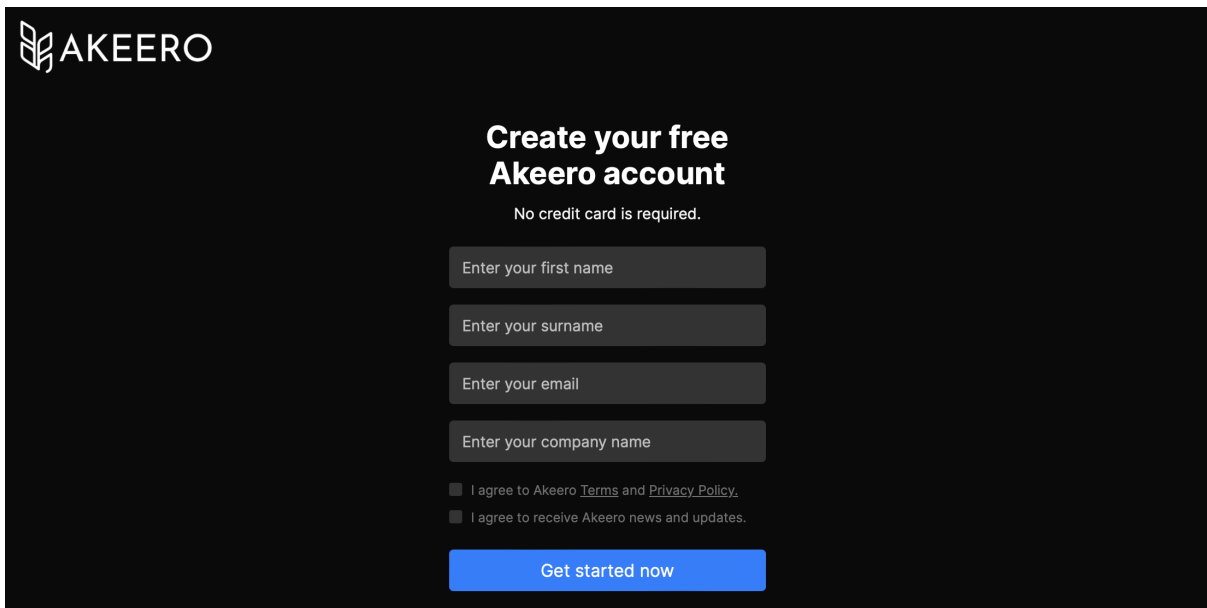 AKEERO
Create your free
Akeero account
No credit card is required.
Enter your first name
Enter your surname
Enter your email
Enter your company name
I agree to Akeero Terms and Privacy Policy.
I agree to receive Akeero news and updates.
Get started now